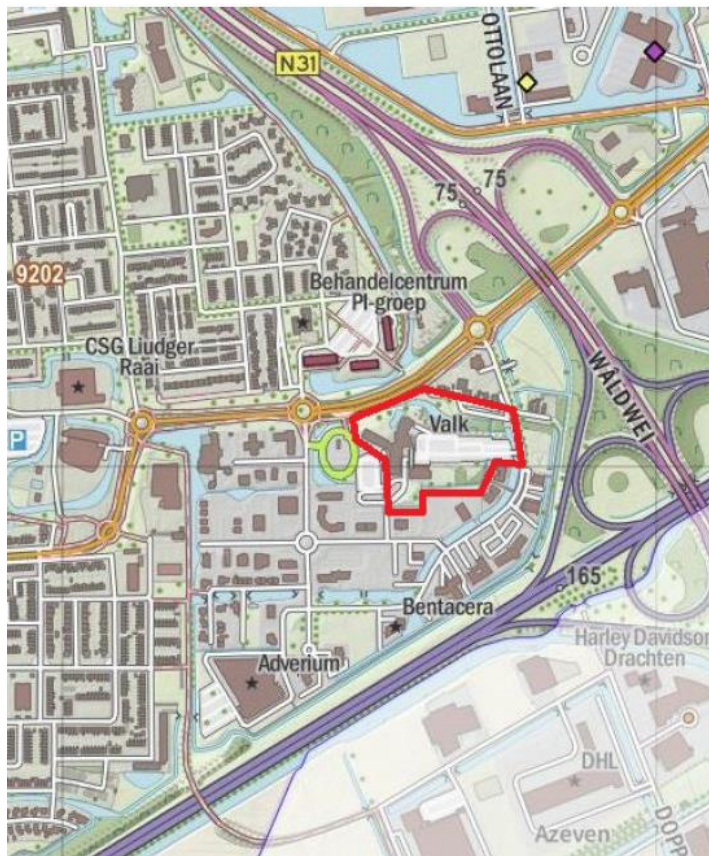 N31
OTTOLAAN
75
75
9202
Behandelcentrum
PI-groep
CSG Liudger
Raai
WÂLDWEI
Valk
P
165
Bentacera
Harley Davidson
Drachten
Adverium
DHL
Azeven
DOPP